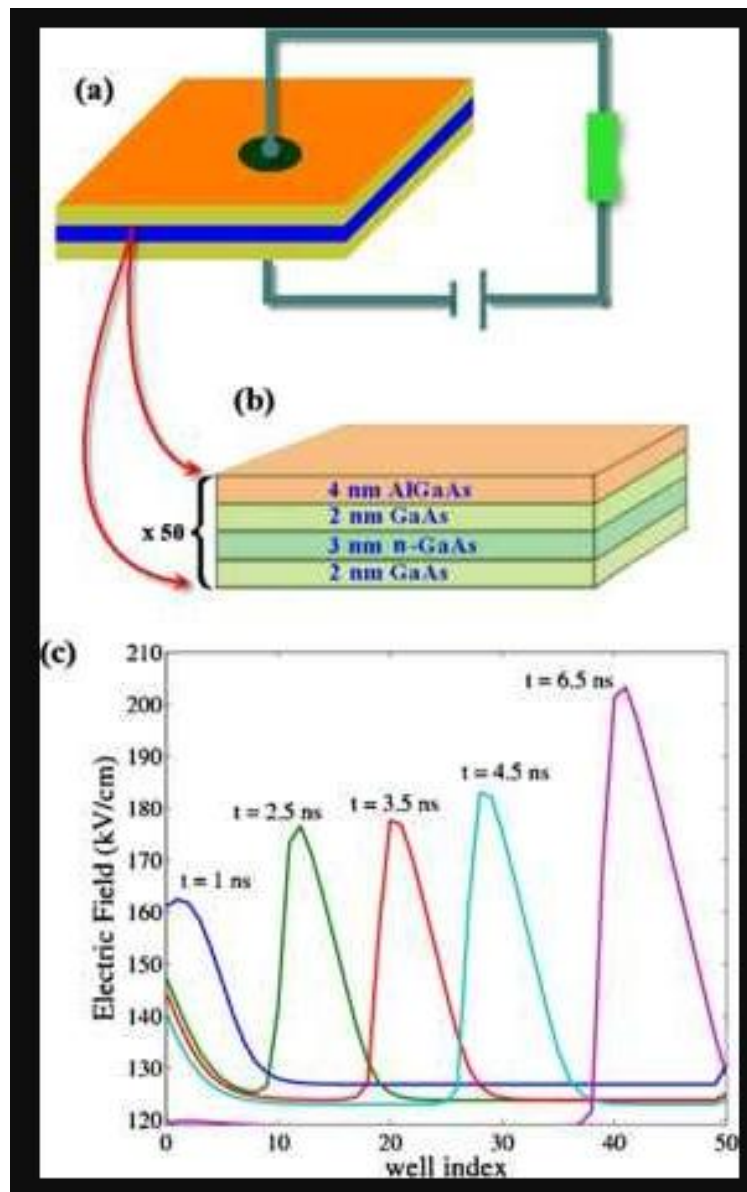 (a)
(b)
4 nm AlGaAs
2 nm GaAs
x 50
3 nm n-GaAs
2 nm GaAs
(c)
210
200
190
180
170
160
150
140
130
120
Electric Field (kV/cm)
t = 1 ns
t = 2.5 ns
t = 3.5 ns
t = 4.5 ns
t = 6.5 ns
0 10 20 30 40 50
well index